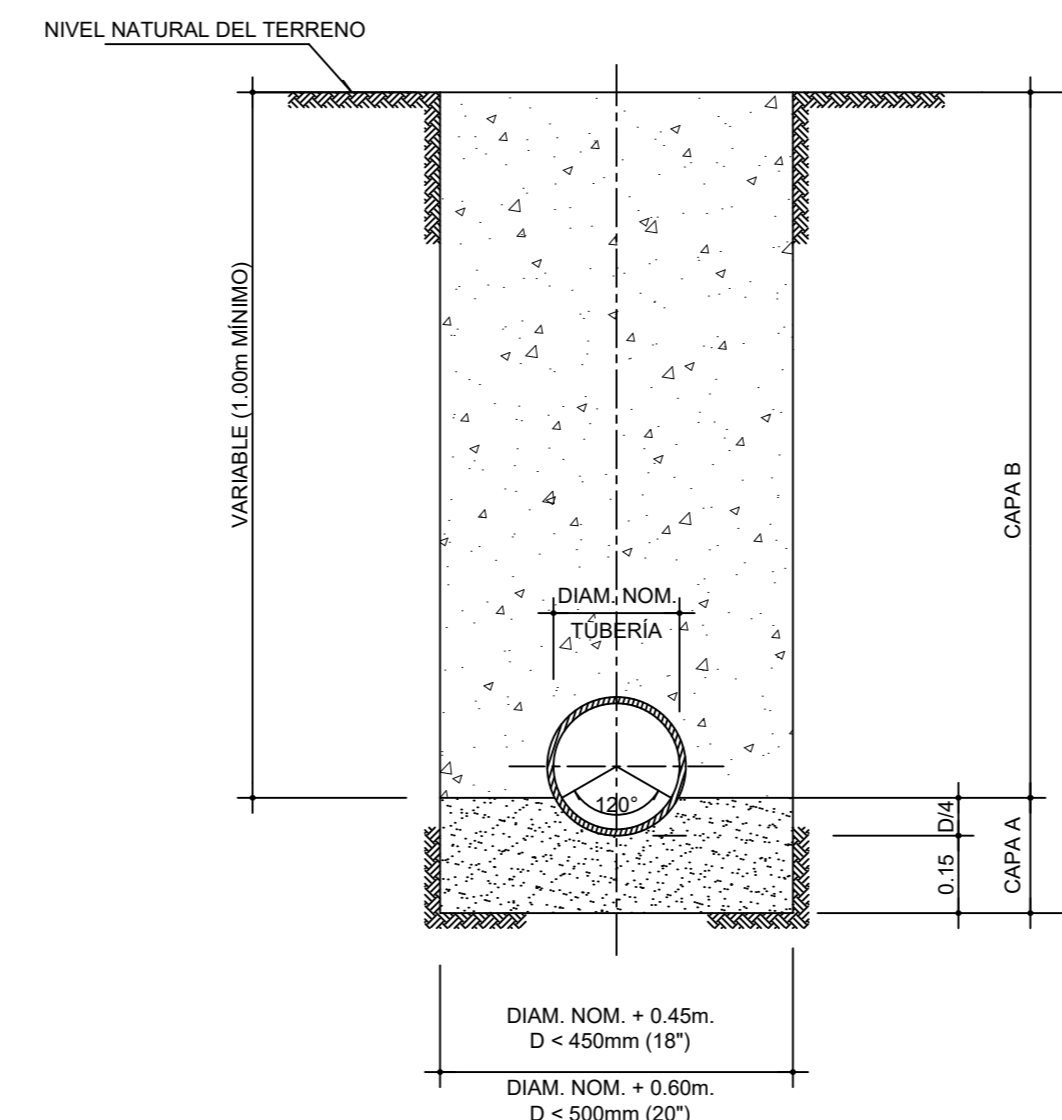 NIVEL NATURAL DEL TERRENO
VARIABLE (1.00m MÍNIMO)
CAPA B
DIAM. NOM.
TUBERÍA
120°
D/4
0.15
CAPA A
DIAM. NOM. + 0.45m.
D < 450mm (18")
DIAM. NOM. + 0.60m.
D < 500mm (20")